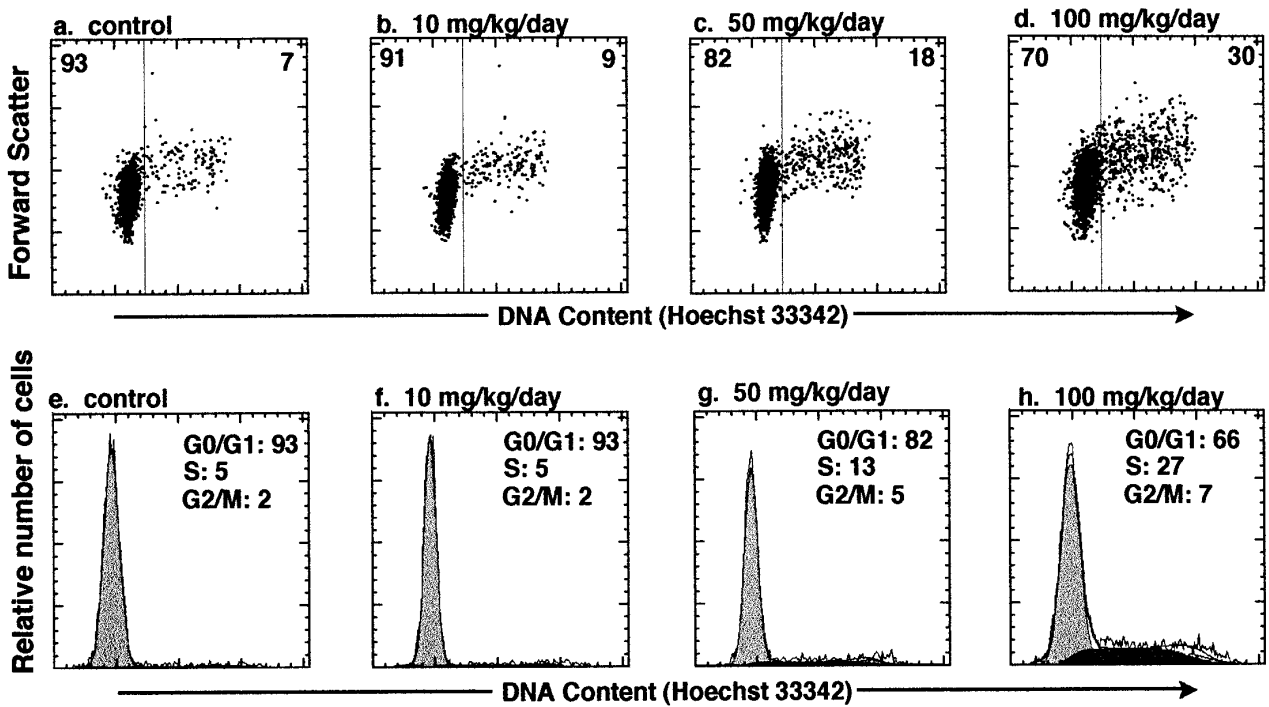 a. control
b. 10 mg/kg/day
c. 50 mg/kg/day
d. 100 mg/kg/day
93 7
91 9
82 18
70 30
Forward Scatter
DNA Content (Hoechst 33342)
e. control
f. 10 mg/kg/day
g. 50 mg/kg/day
h. 100 mg/kg/day
G0/G1: 93
S: 5
G2/M: 2
G0/G1: 93
S: 5
G2/M: 2
G0/G1: 82
S: 13
G2/M: 5
G0/G1: 66
S: 27
G2/M: 7
Relative number of cells
DNA Content (Hoechst 33342)